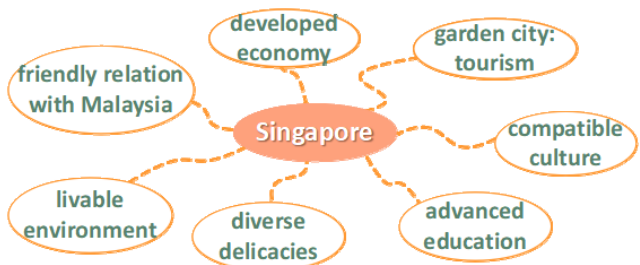 developed
economy
garden city:
tourism
friendly relation
with Malaysia
Singapore
compatible
culture
livable
environment
diverse
delicacies
advanced
education